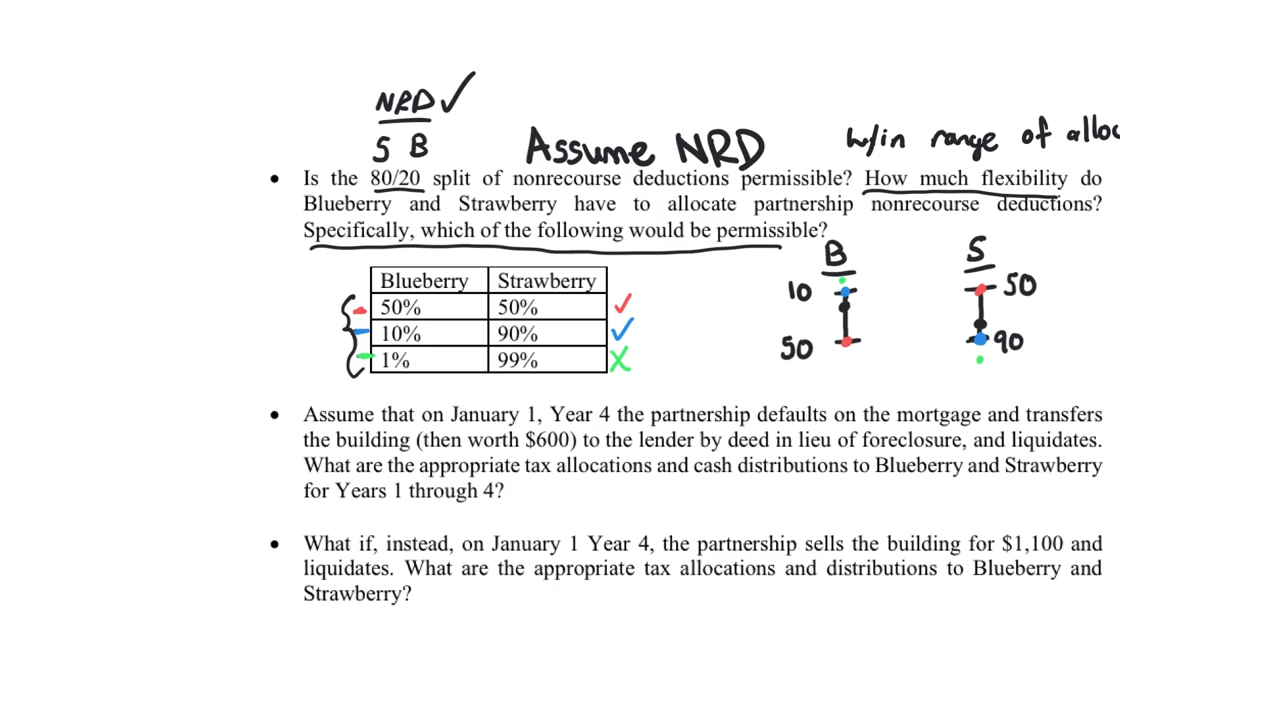 NRD✓
S B
Assume NRD
w/in range of alloc
• Is the 80/20 split of nonrecourse deductions permissible? How much flexibility do
Blueberry and Strawberry have to allocate partnership nonrecourse deductions?
Specifically, which of the following would be permissible?
B S
Blueberry Strawberry
50% 50% ✓
10% 90% ✓
1% 99% X
10 50
50 90
• Assume that on January 1, Year 4 the partnership defaults on the mortgage and transfers
the building (then worth $600) to the lender by deed in lieu of foreclosure, and liquidates.
What are the appropriate tax allocations and cash distributions to Blueberry and Strawberry
for Years 1 through 4?
• What if, instead, on January 1 Year 4, the partnership sells the building for $1,100 and
liquidates. What are the appropriate tax allocations and distributions to Blueberry and
Strawberry?